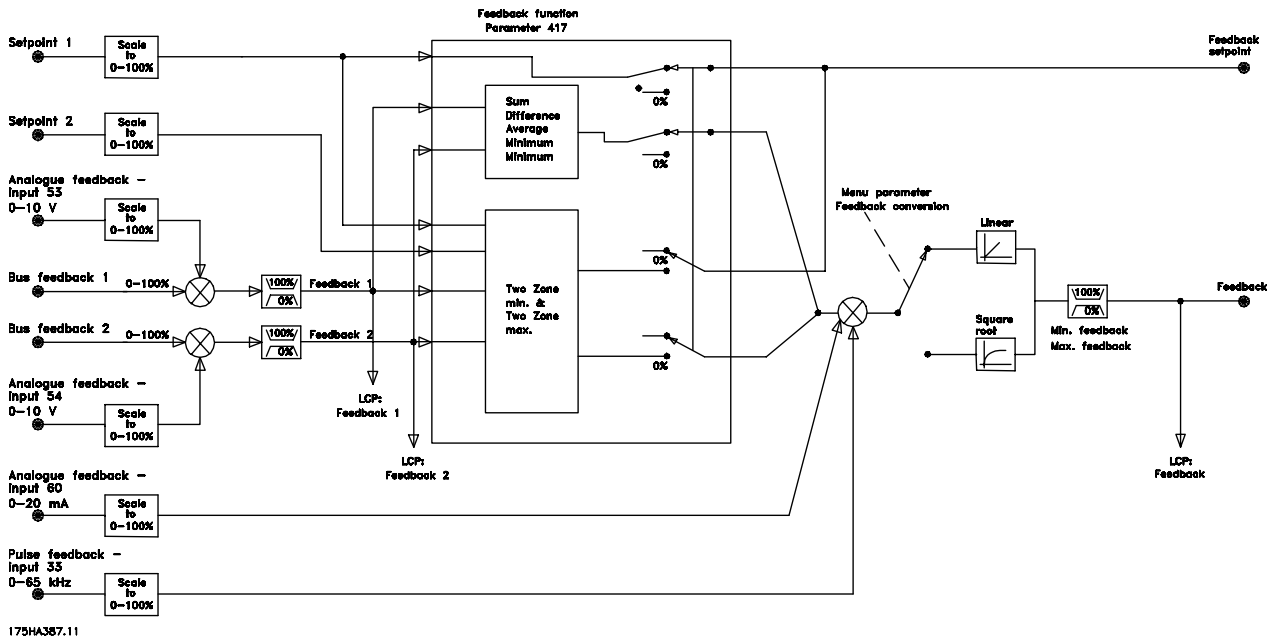 Feedback function
Parameter 417
Setpoint 1
Scale
to
0-100%
Feedback
setpoint
0%
Sum
Difference
Average
Minimum
Minimum
Setpoint 2
Scale
to
0-100%
0%
Analogue feedback -
input 53
0-10 V
Scale
to
0-100%
Menu parameter
Feedback conversion
Linear
0%
Bus feedback 1
0-100%
100%
0%
Feedback 1
Two Zone
min. &
Two Zone
max.
100%
0%
Feedback
Min. feedback
Max. feedback
Bus feedback 2
0-100%
100%
0%
Feedback 2
Square
root
0%
Analogue feedback -
input 54
0-10 V
Scale
to
0-100%
LCP:
Feedback 1
LCP:
Feedback 2
LCP:
Feedback
Analogue feedback -
input 60
0-20 mA
Scale
to
0-100%
Pulse feedback -
input 33
0-65 kHz
Scale
to
0-100%
175HA387.11